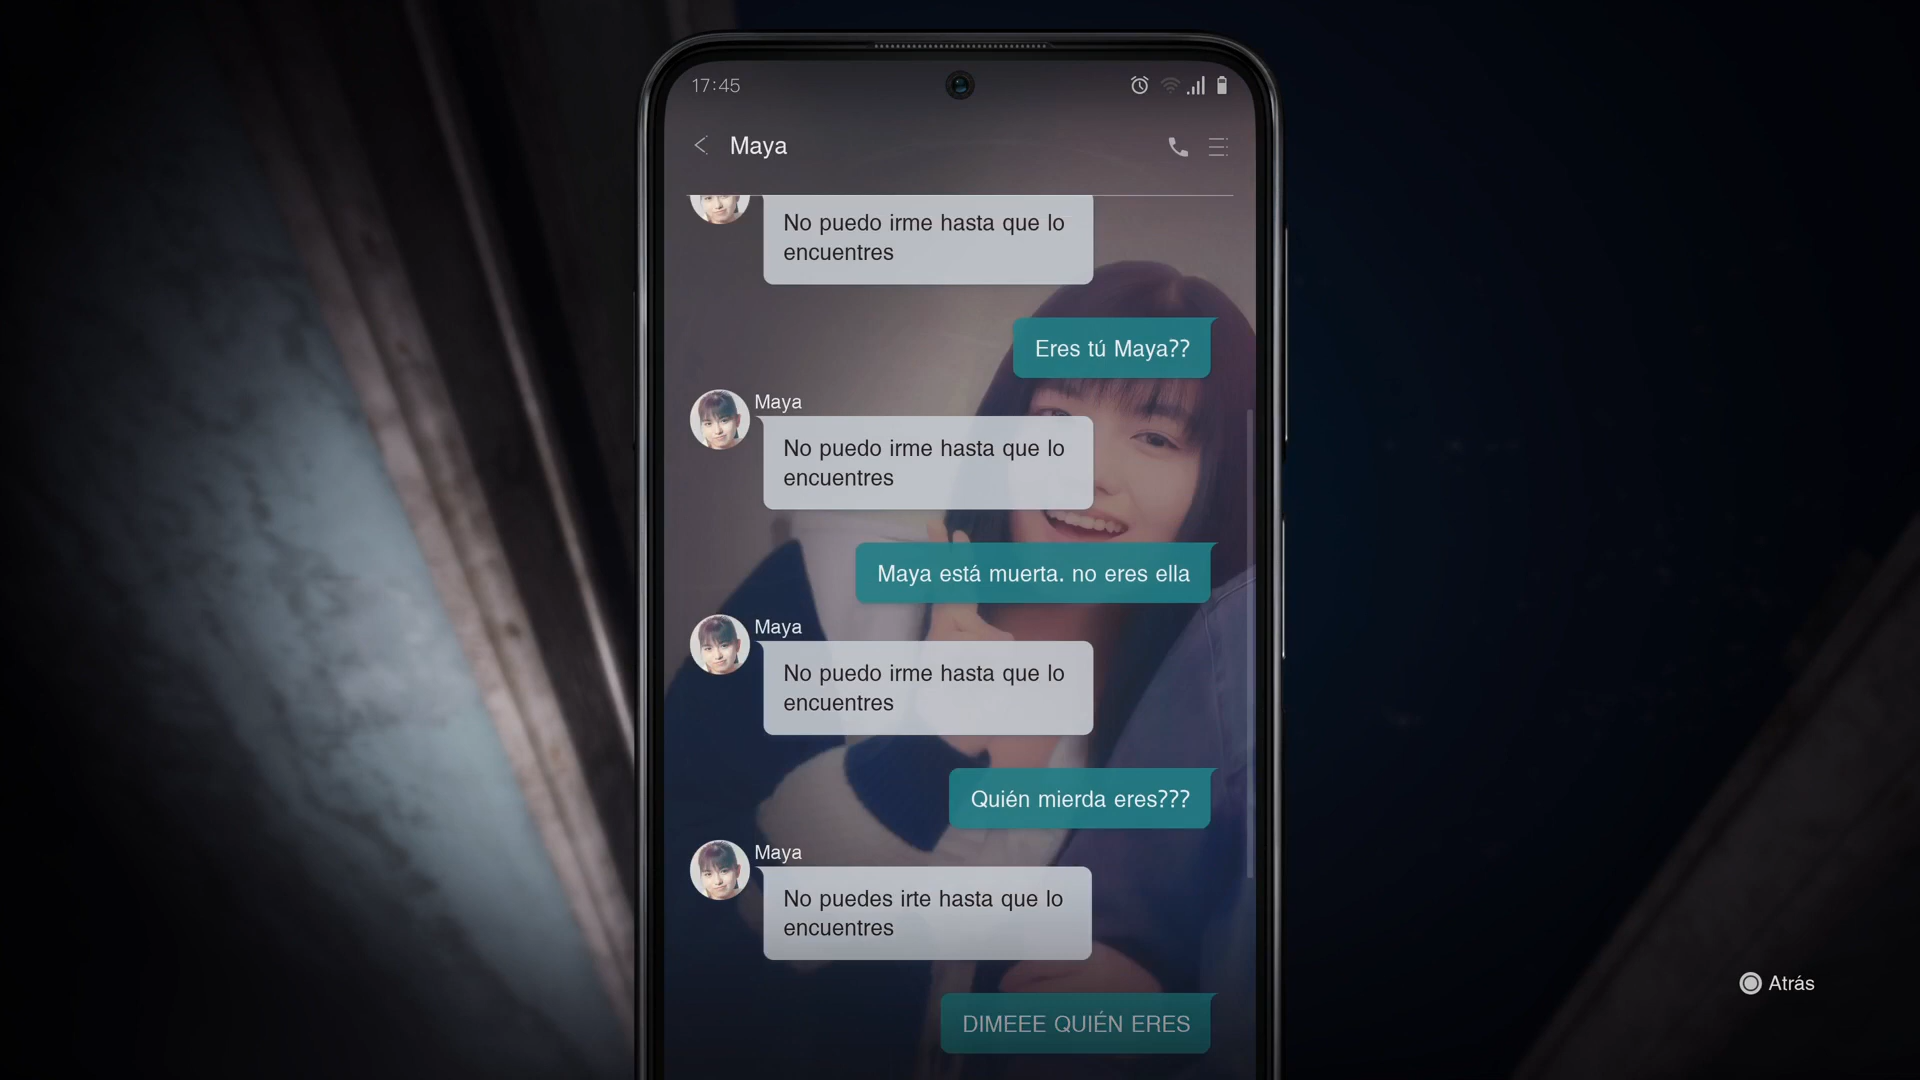 17:45
Maya
No puedo irme hasta que lo
encuentres
Eres tú Maya??
Maya
No puedo irme hasta que lo
encuentres
Maya está muerta. no eres ella
Maya
No puedo irme hasta que lo
encuentres
Quién mierda eres???
Maya
No puedes irte hasta que lo
encuentres
DIMEEE QUIÉN ERES
Atrás